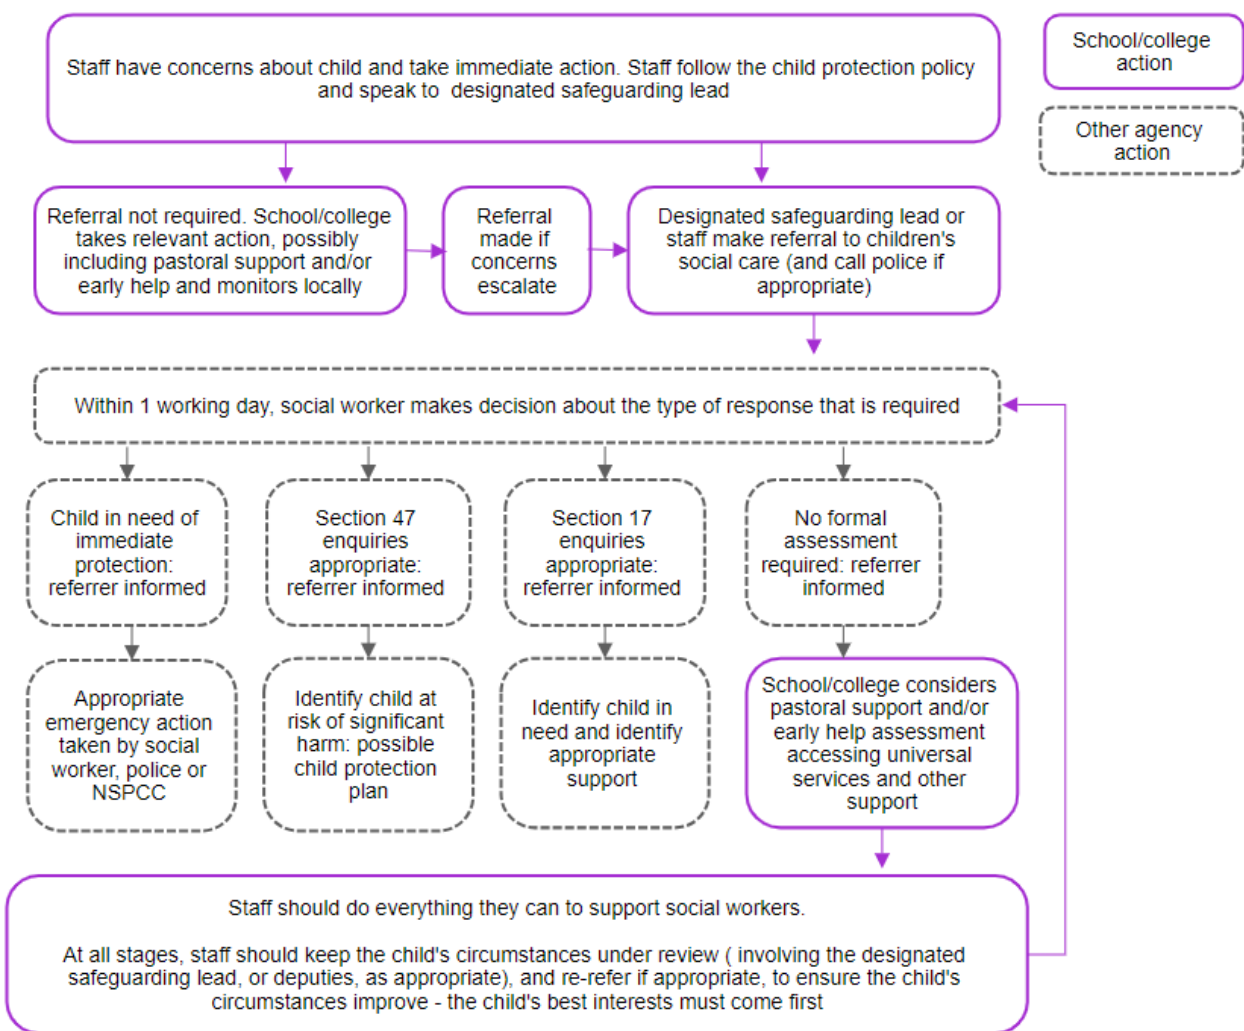 Staff have concerns about child and take immediate action. Staff follow the child protection policy
and speak to  designated safeguarding lead
School/college
action
Other agency
action
Referral not required. School/college
takes relevant action, possibly
including pastoral support and/or
early help and monitors locally
Referral
made if
concerns
escalate
Designated safeguarding lead or
staff make referral to children's
social care (and call police if
appropriate)
Within 1 working day, social worker makes decision about the type of response that is required
Child in need of
immediate
protection:
referrer informed
Section 47
enquiries
appropriate:
referrer informed
Section 17
enquiries
appropriate:
referrer informed
No formal
assessment
required: referrer
informed
Appropriate
emergency action
taken by social
worker, police or
NSPCC
Identify child at
risk of significant
harm: possible
child protection
plan
Identify child in
need and identify
appropriate
support
School/college considers
pastoral support and/or
early help assessment
accessing universal
services and other
support
Staff should do everything they can to support social workers.
At all stages, staff should keep the child's circumstances under review ( involving the designated
safeguarding lead, or deputies, as appropriate), and re-refer if appropriate, to ensure the child's
circumstances improve - the child's best interests must come first